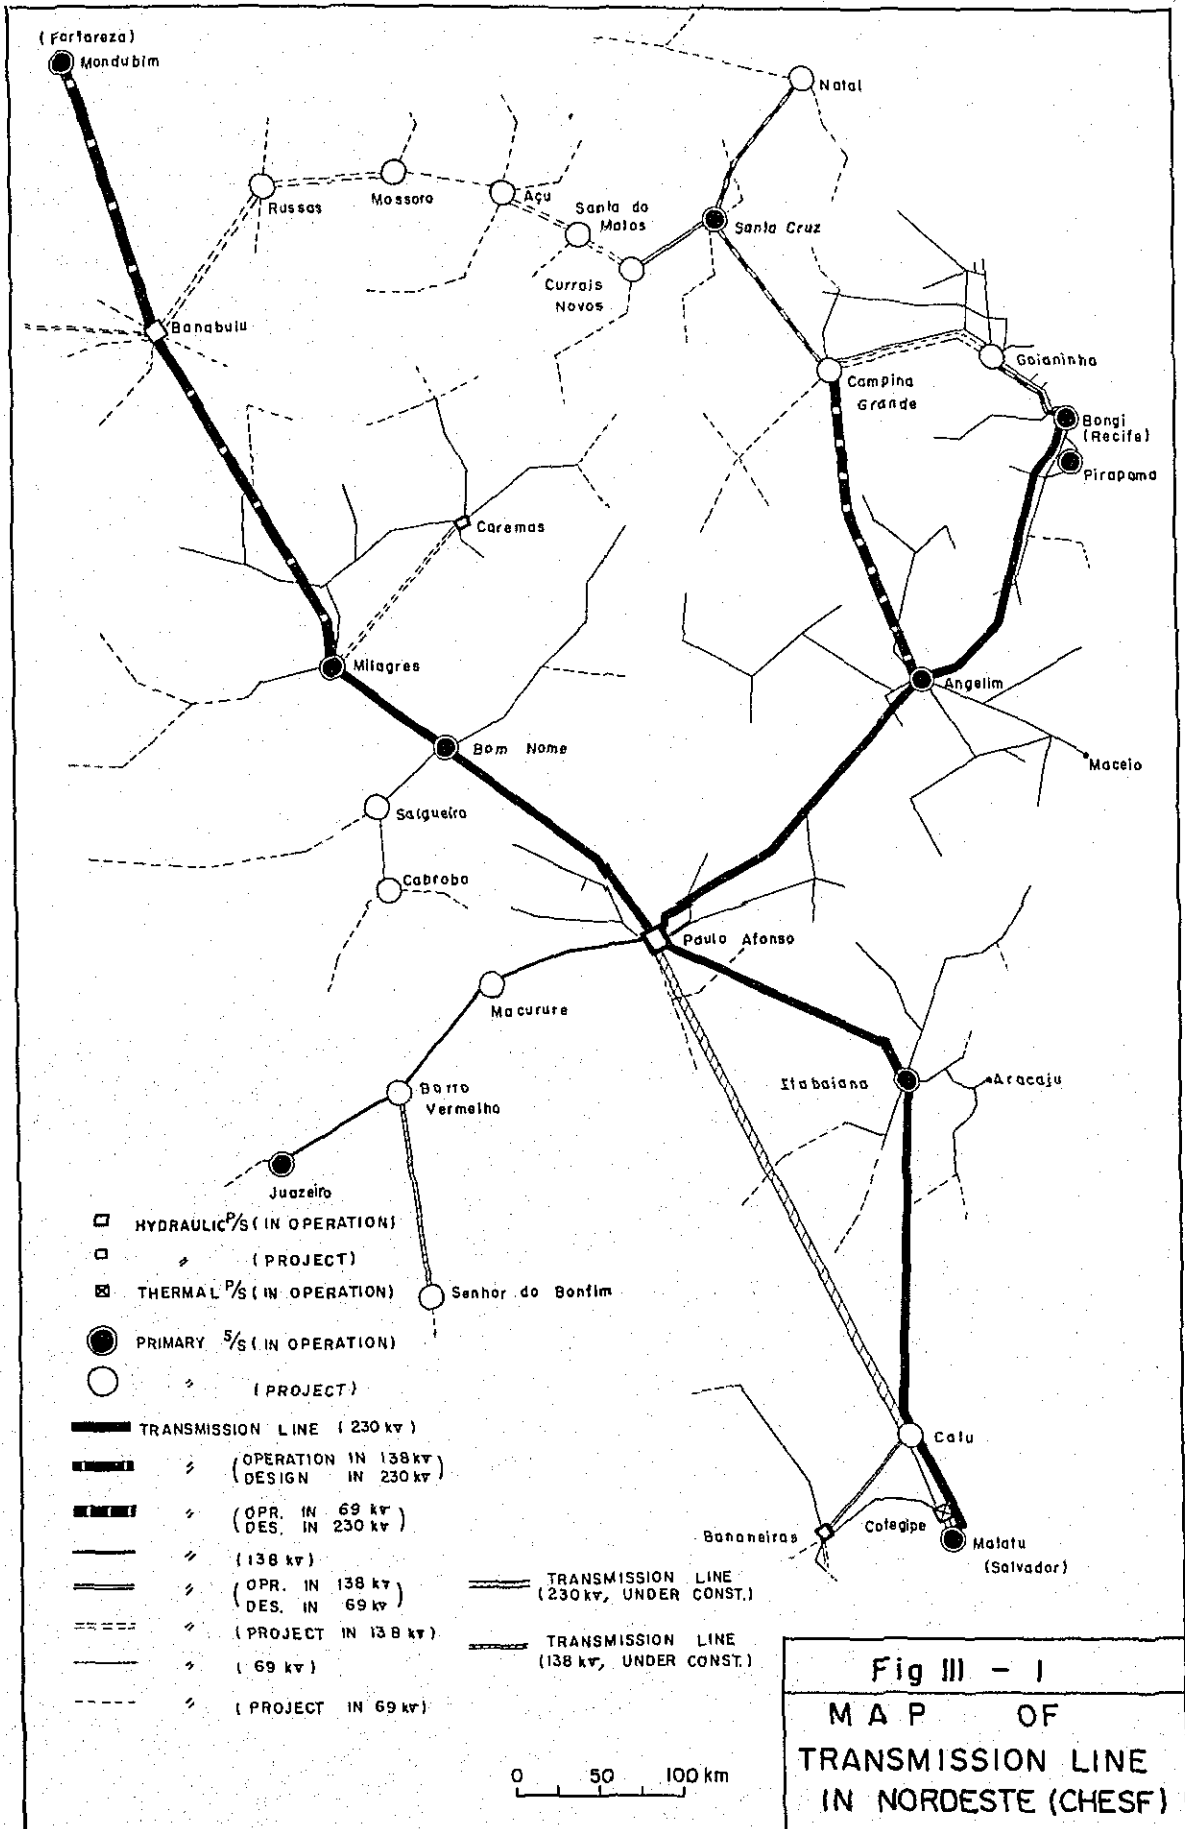 (Fortareza)
Mondubim
Natal
Russas
Mossoro
Açu
Santa do
Matos
Santa Cruz
Currais
Novos
Banabuiu
Goianinha
Campina
Grande
Bongi
(Recife)
Pirapama
Caremas
Milagres
Angelim
Bom Nome
Maceio
Salgueiro
Cabrobo
Paulo Afonso
Macurure
Itabaiana
Aracaju
Barro
Vermelho
Juazeiro
Senhor do Bonfim
Catu
Bananeiras
Cotegipe
Matatu
(Salvador)
HYDRAULIC P/S (IN OPERATION)
〃 (PROJECT)
THERMAL P/S (IN OPERATION)
PRIMARY S/S (IN OPERATION)
〃 (PROJECT)
TRANSMISSION LINE (230 kv)
〃 (OPERATION IN 138 kv
DESIGN IN 230 kv)
〃 (OPR. IN 69 kv
DES. IN 230 kv)
〃 (138 kv)
〃 (OPR. IN 138 kv
DES. IN 69 kv)
〃 (PROJECT IN 138 kv)
〃 (69 kv)
〃 (PROJECT IN 69 kv)
TRANSMISSION LINE
(230 kv, UNDER CONST.)
TRANSMISSION LINE
(138 kv, UNDER CONST.)
0 50 100 km
Fig III - 1
MAP OF
TRANSMISSION LINE
IN NORDESTE (CHESF)